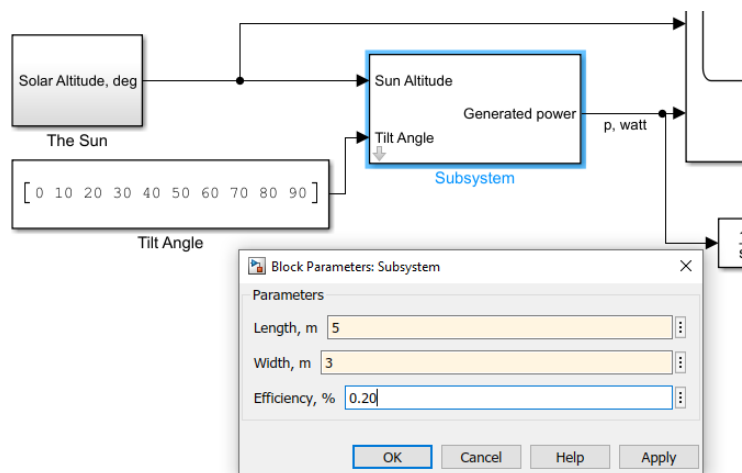 Solar Altitude, deg
The Sun
Sun Altitude
Generated power
Tilt Angle
p, watt
Subsystem
[ 0 10 20 30 40 50 60 70 80 90 ]
Tilt Angle
Block Parameters: Subsystem
Parameters
Length, m 5
Width, m 3
Efficiency, % 0.20
OK Cancel Help Apply